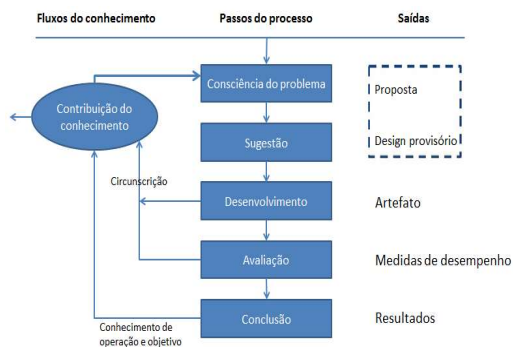 Fluxos do conhecimento
Passos do processo
Saídas
Consciência do problema
Proposta
Contribuição do
conhecimento
Sugestão
Design provisório
Circunscrição
Desenvolvimento
Artefato
Avaliação
Medidas de desempenho
Conclusão
Resultados
Conhecimento de
operação e objetivo